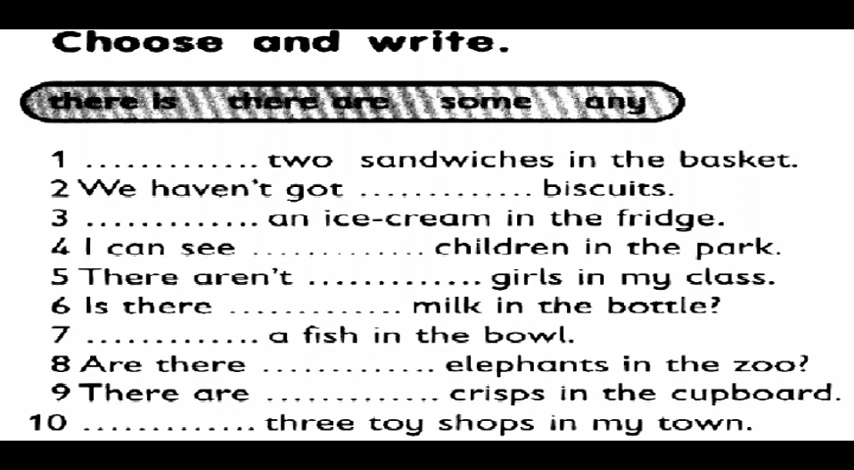 Choose and write.
there is there are some any
1 ............. two sandwiches in the basket.
2 We haven't got ............. biscuits.
3 ............. an ice-cream in the fridge.
4 I can see ............. children in the park.
5 There aren't ............. girls in my class.
6 Is there ............. milk in the bottle?
7 ............. a fish in the bowl.
8 Are there ............. elephants in the zoo?
9 There are ............. crisps in the cupboard.
10 ............. three toy shops in my town.